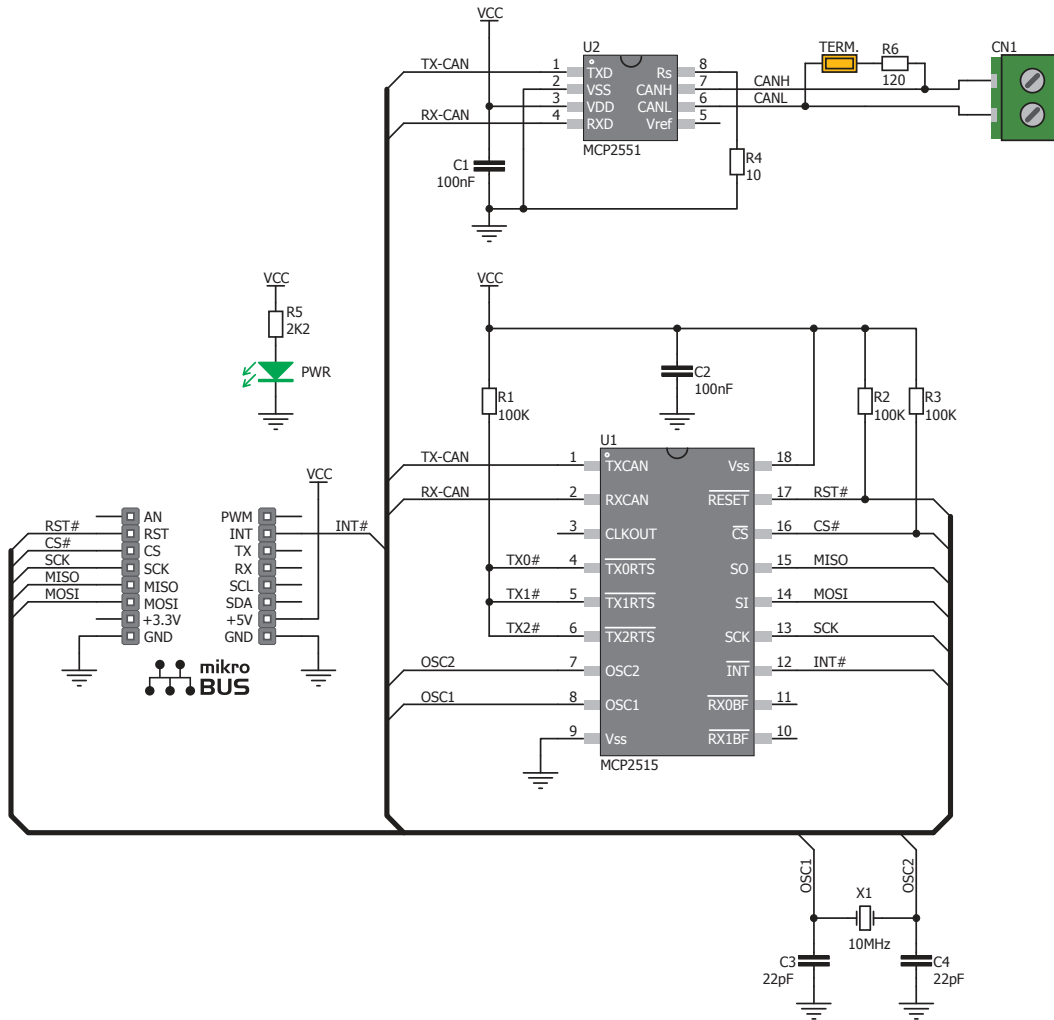 VCC
U2
TX-CAN
1 TXD
2 VSS
3 VDD
RX-CAN
4 RXD
Rs 8
CANH 7 CANH
CANL 6 CANL
Vref 5
MCP2551
TERM.
R6
120
CN1
C1
100nF
R4
10
VCC
R5
2K2
PWR
VCC
R1
100K
C2
100nF
R2
100K
R3
100K
U1
TX-CAN 1 TXCAN
RX-CAN 2 RXCAN
3 CLKOUT
TX0# 4 TX0RTS
TX1# 5 TX1RTS
TX2# 6 TX2RTS
OSC2 7 OSC2
OSC1 8 OSC1
9 Vss
Vss 18
RESET 17 RST#
CS 16 CS#
SO 15 MISO
SI 14 MOSI
SCK 13 SCK
INT 12 INT#
RX0BF 11
RX1BF 10
MCP2515
VCC
AN
RST# RST
CS# CS
SCK SCK
MISO MISO
MOSI MOSI
+3.3V
GND
PWM
INT INT#
TX
RX
SCL
SDA
+5V
GND
mikro
BUS
OSC1
OSC2
X1
10MHz
C3
22pF
C4
22pF